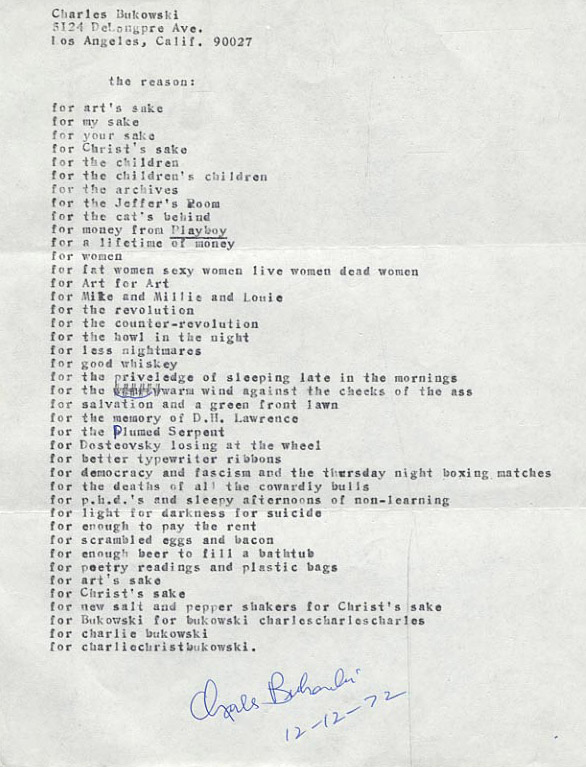 Charles Bukowski
5124 DeLongpre Ave.
Los Angeles, Calif. 90027
the reason:
for art's sake
for my sake
for your sake
for Christ's sake
for the children
for the children's children
for the archives
for the Jeffer's Room
for the cat's behind
for money from Playboy
for a lifetime of money
for women
for fat women sexy women live women dead women
for Art for Art
for Mike and Millie and Louie
for the revolution
for the counter-revolution
for the howl in the night
for less nightmares
for good whiskey
for the priveledge of sleeping late in the mornings
for the warm wind against the cheeks of the ass
for salvation and a green front lawn
for the memory of D.H. Lawrence
for the Plumed Serpent
for Dosteovsky losing at the wheel
for better typewriter ribbons
for democracy and fascism and the thursday night boxing matches
for the deaths of all the cowardly bulls
for p.h.d.'s and sleepy afternoons of non-learning
for light for darkness for suicide
for enough to pay the rent
for scrambled eggs and bacon
for enough beer to fill a bathtub
for poetry readings and plastic bags
for art's sake
for Christ's sake
for new salt and pepper shakers for Christ's sake
for Bukowski for bukowski charlescharlescharles
for charlie bukowski
for charliechristbukowski.
Charles Bukowski
12-12-72